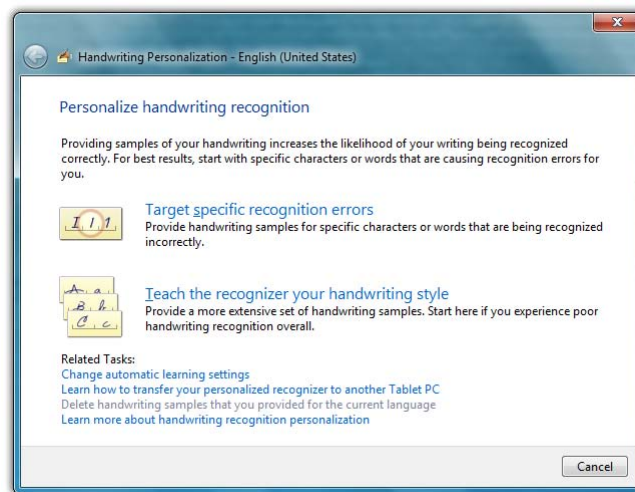 Handwriting Personalization - English (United States)
Personalize handwriting recognition
Providing samples of your handwriting increases the likelihood of your writing being recognized
correctly. For best results, start with specific characters or words that are causing recognition errors for
you.
I 1 1
Target specific recognition errors
Provide handwriting samples for specific characters or words that are being recognized
incorrectly.
A a
B b
C c
Teach the recognizer your handwriting style
Provide a more extensive set of handwriting samples. Start here if you experience poor
handwriting recognition overall.
Related Tasks:
Change automatic learning settings
Learn how to transfer your personalized recognizer to another Tablet PC
Delete handwriting samples that you provided for the current language
Learn more about handwriting recognition personalization
Cancel